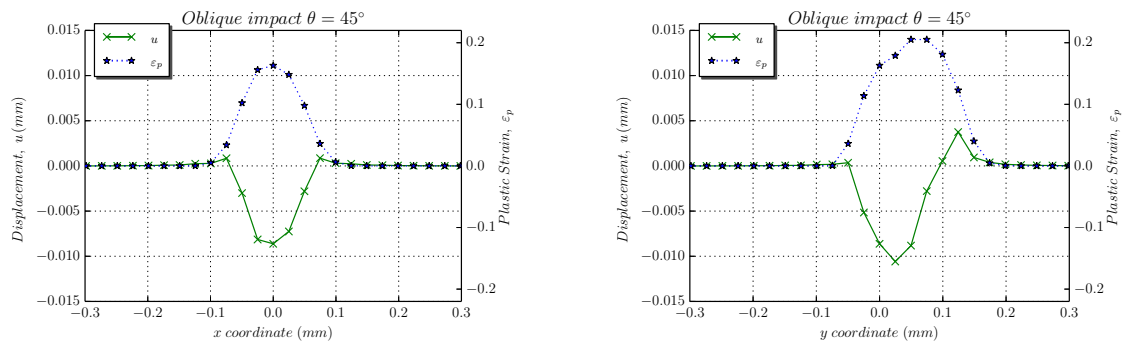 Oblique impact θ = 45°
u
εp
0.015
0.010
0.005
0.000
−0.005
−0.010
−0.015
Displacement, u (mm)
0.2
0.1
0.0
−0.1
−0.2
Plastic Strain, εp
−0.3 −0.2 −0.1 0.0 0.1 0.2 0.3
x coordinate (mm)
Oblique impact θ = 45°
u
εp
0.015
0.010
0.005
0.000
−0.005
−0.010
−0.015
Displacement, u (mm)
0.2
0.1
0.0
−0.1
−0.2
Plastic Strain, εp
−0.3 −0.2 −0.1 0.0 0.1 0.2 0.3
y coordinate (mm)